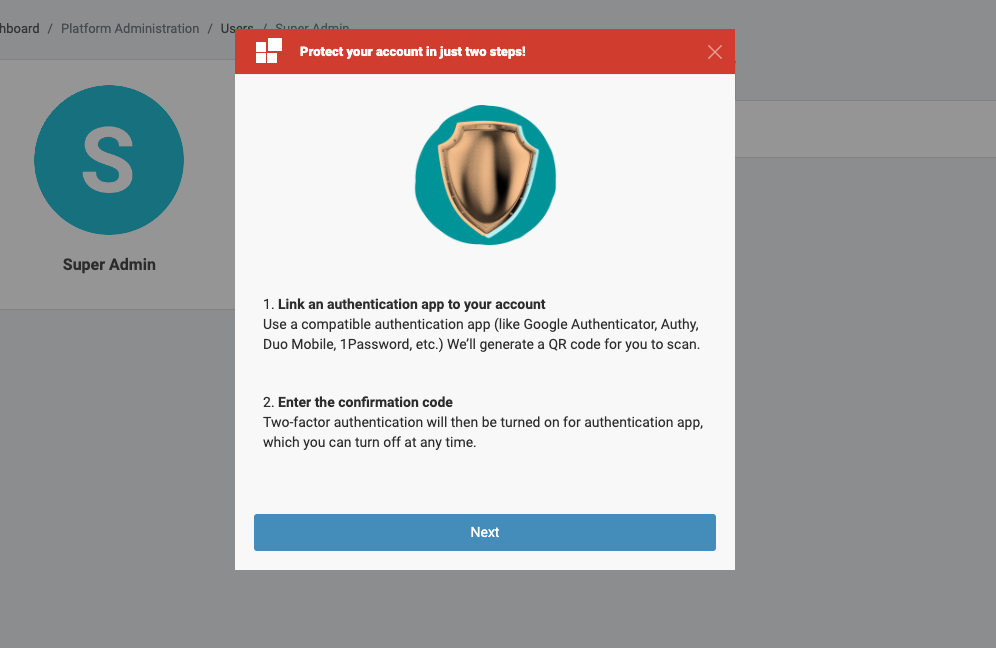 hboard / Platform Administration / Users / Super Admin
Protect your account in just two steps!
S
Super Admin
1. Link an authentication app to your account
Use a compatible authentication app (like Google Authenticator, Authy,
Duo Mobile, 1Password, etc.) We’ll generate a QR code for you to scan.
2. Enter the confirmation code
Two-factor authentication will then be turned on for authentication app,
which you can turn off at any time.
Next